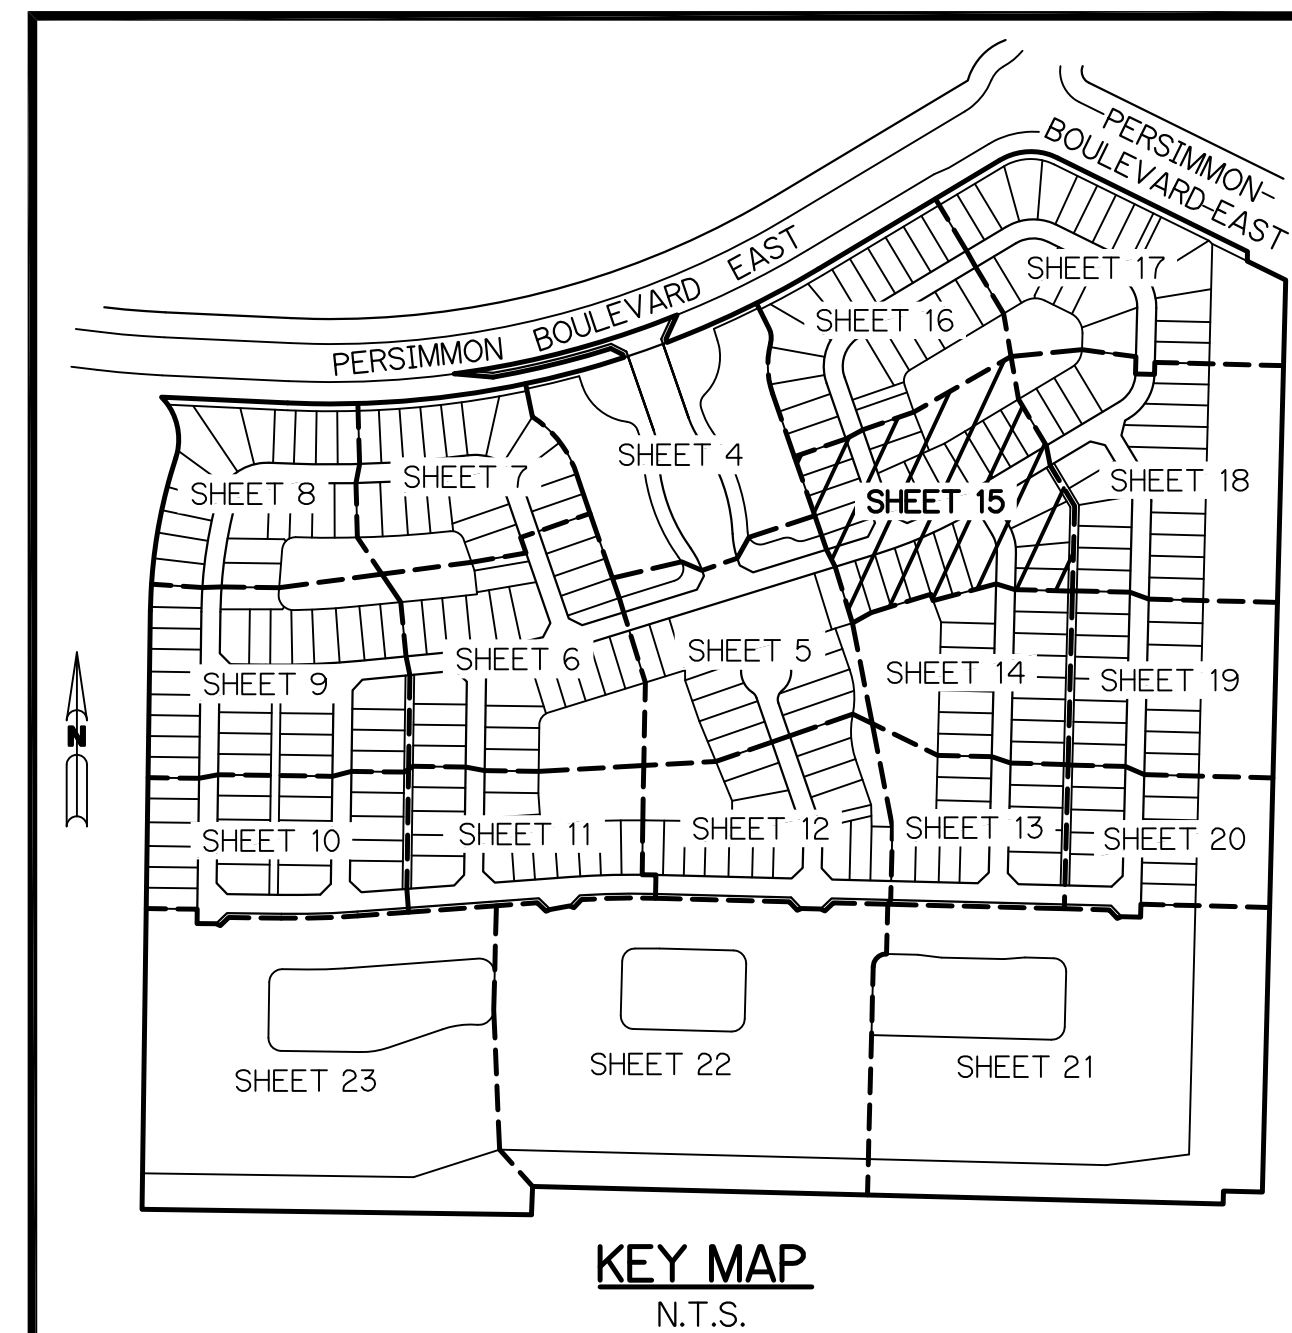 PERSIMMON-
BOULEVARD-EAST
PERSIMMON BOULEVARD EAST
SHEET 17
SHEET 16
SHEET 4
SHEET 7
SHEET 8
SHEET 15
SHEET 18
SHEET 6
SHEET 5
SHEET 14
SHEET 19
SHEET 9
N
SHEET 10
SHEET 11
SHEET 12
SHEET 13
SHEET 20
SHEET 23
SHEET 22
SHEET 21
KEY MAP
N.T.S.